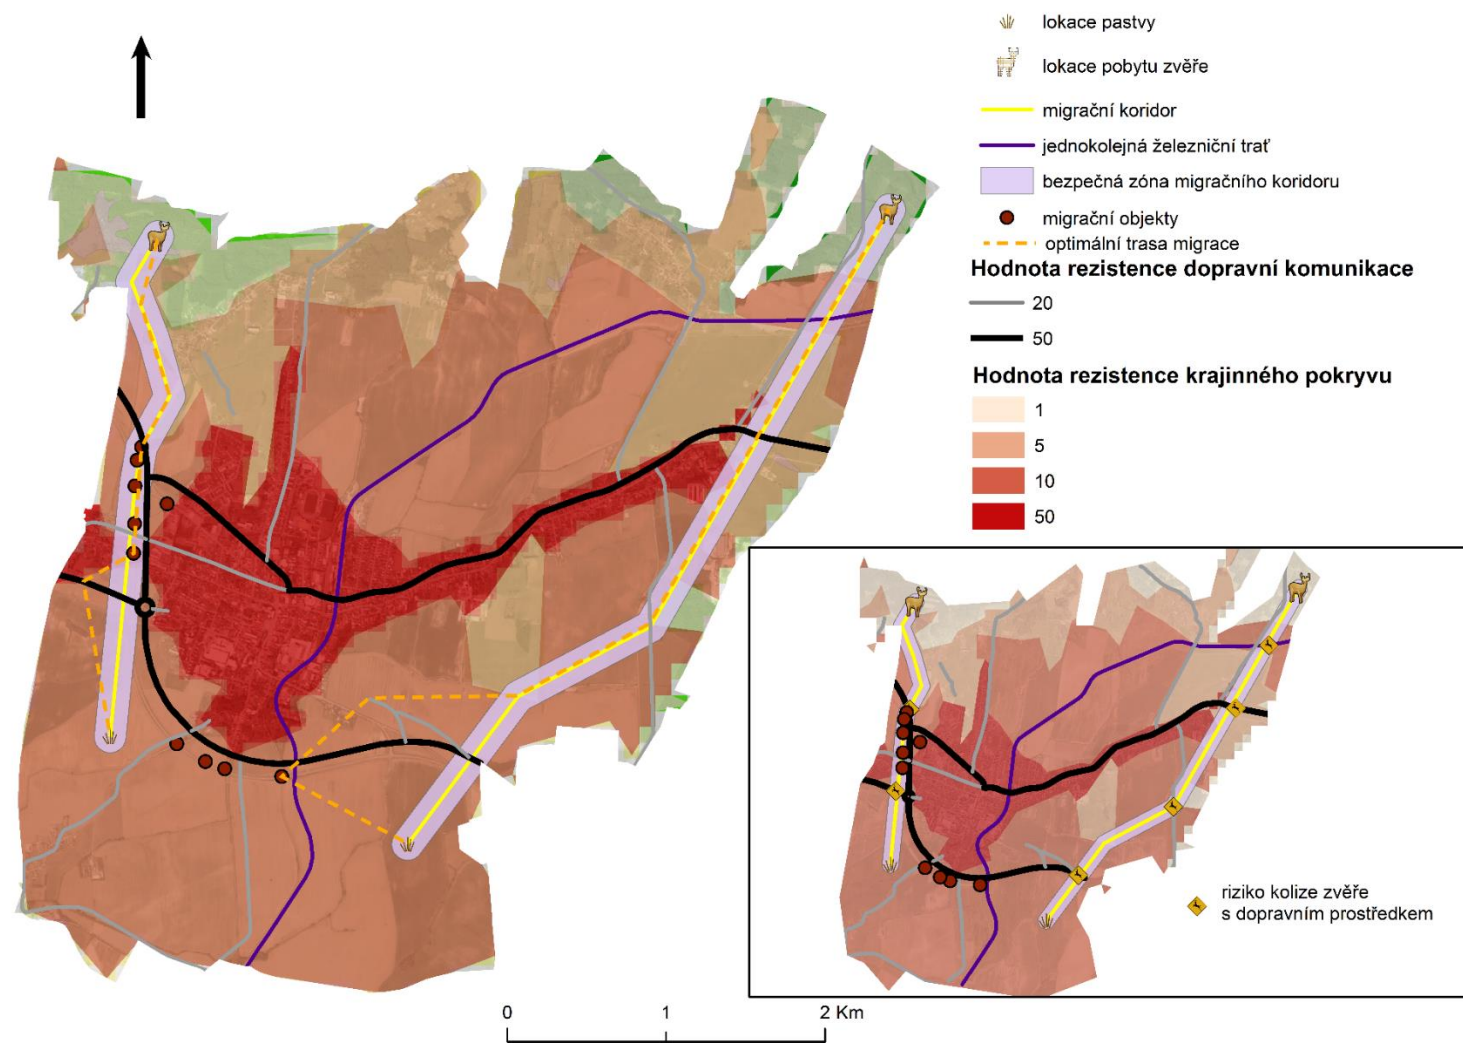 lokace pastvy
lokace pobytu zvěře
migrační koridor
jednokolejná železniční trať
bezpečná zóna migračního koridoru
migrační objekty
optimální trasa migrace
Hodnota rezistence dopravní komunikace
20
50
Hodnota rezistence krajinného pokryvu
1
5
10
50
riziko kolize zvěře
s dopravním prostředkem
0 1 2 Km